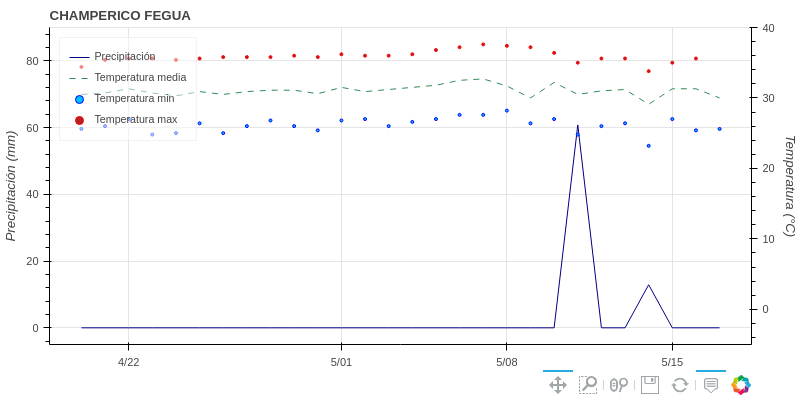 CHAMPERICO FEGUA
Precipitación
Temperatura media
Temperatura min
Temperatura max
Precipitación (mm)
80
60
40
20
0
Temperatura (°C)
40
30
20
10
0
4/22
5/01
5/08
5/15